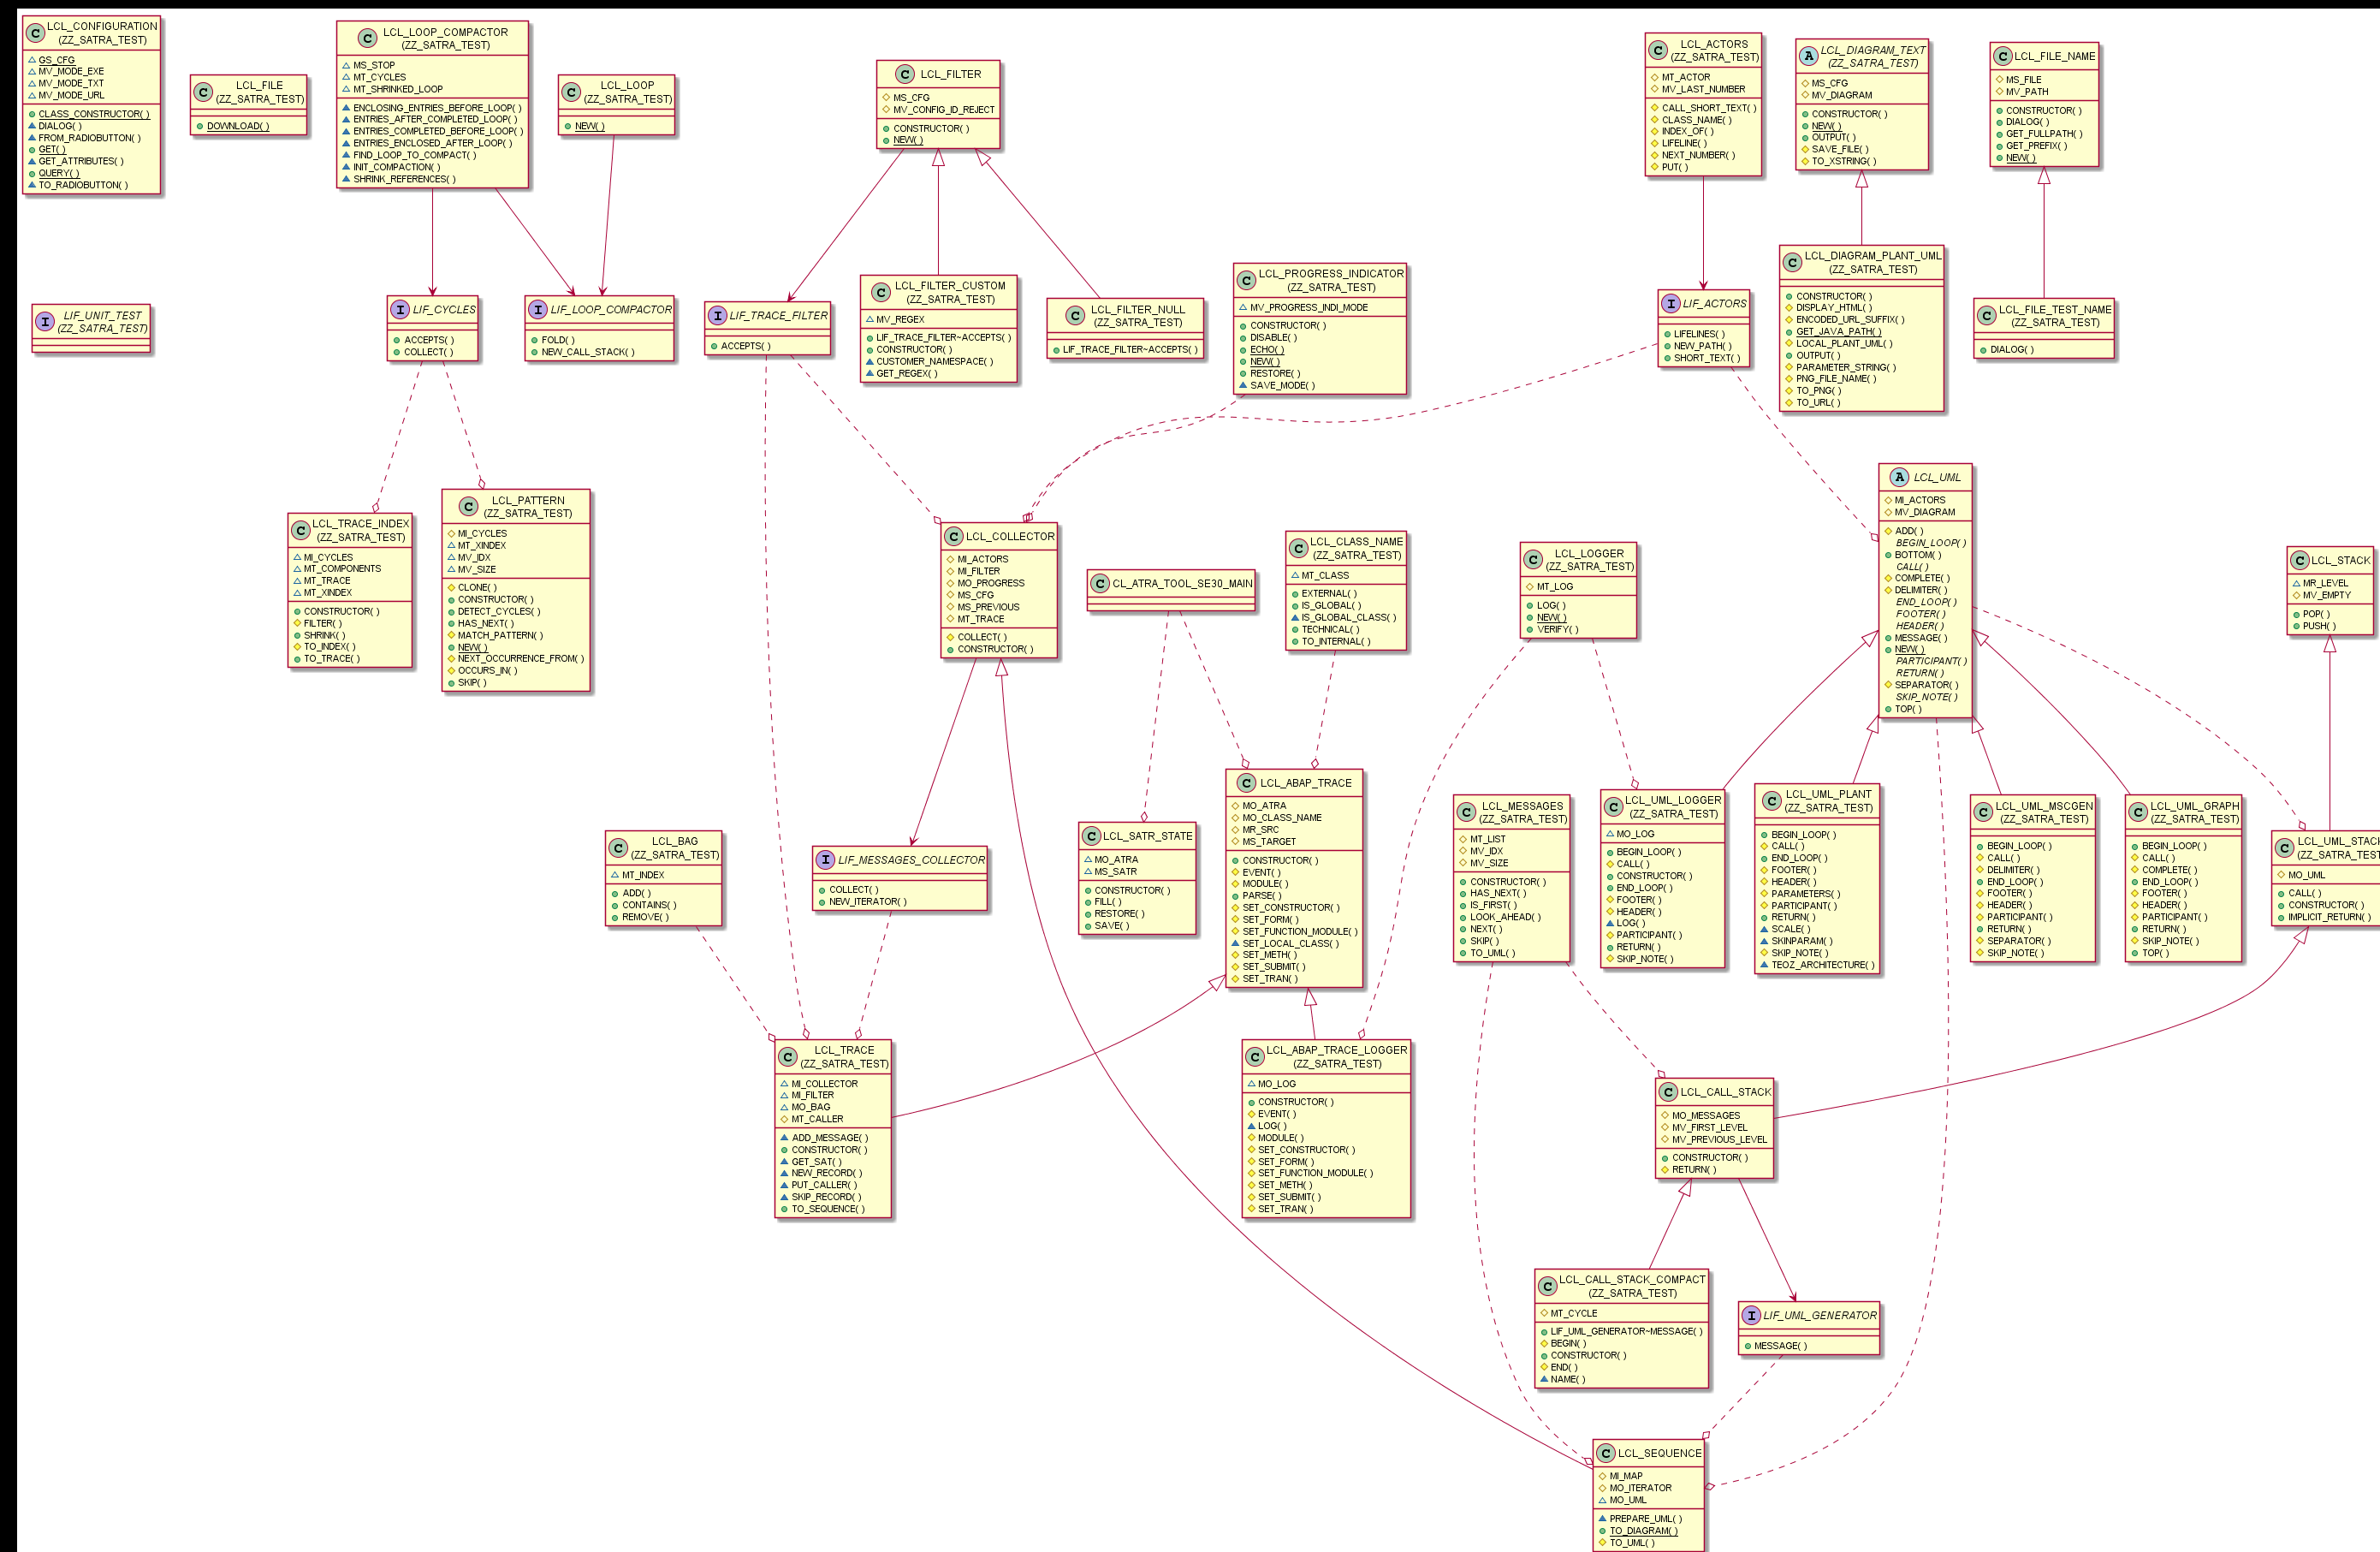 C LCL_CONFIGURATION
(ZZ_SATRA_TEST)
GS_CFG
MV_MODE_EXE
MV_MODE_TXT
MV_MODE_URL
CLASS_CONSTRUCTOR( )
DIALOG( )
FROM_RADIOBUTTON( )
GET( )
GET_ATTRIBUTES( )
QUERY( )
TO_RADIOBUTTON( )
C LCL_FILE
(ZZ_SATRA_TEST)
DOWNLOAD( )
C LCL_LOOP_COMPACTOR
(ZZ_SATRA_TEST)
MS_STOP
MT_CYCLES
MT_SHRINKED_LOOP
ENCLOSING_ENTRIES_BEFORE_LOOP( )
ENTRIES_AFTER_COMPLETED_LOOP( )
ENTRIES_COMPLETED_BEFORE_LOOP( )
ENTRIES_ENCLOSED_AFTER_LOOP( )
FIND_LOOP_TO_COMPACT( )
INIT_COMPACTION( )
SHRINK_REFERENCES( )
C LCL_LOOP
(ZZ_SATRA_TEST)
NEW( )
C LCL_FILTER
MS_CFG
MV_CONFIG_ID_REJECT
CONSTRUCTOR( )
NEW( )
C LCL_ACTORS
(ZZ_SATRA_TEST)
MT_ACTOR
MV_LAST_NUMBER
CALL_SHORT_TEXT( )
CLASS_NAME( )
INDEX_OF( )
LIFELINE( )
NEXT_NUMBER( )
PUT( )
A LCL_DIAGRAM_TEXT
(ZZ_SATRA_TEST)
MS_CFG
MV_DIAGRAM
CONSTRUCTOR( )
NEW( )
OUTPUT( )
SAVE_FILE( )
TO_XSTRING( )
C LCL_FILE_NAME
MS_FILE
MV_PATH
CONSTRUCTOR( )
DIALOG( )
GET_FULLPATH( )
GET_PREFIX( )
NEW( )
I LIF_UNIT_TEST
(ZZ_SATRA_TEST)
I LIF_CYCLES
ACCEPTS( )
COLLECT( )
I LIF_LOOP_COMPACTOR
FOLD( )
NEW_CALL_STACK( )
I LIF_TRACE_FILTER
ACCEPTS( )
C LCL_FILTER_CUSTOM
(ZZ_SATRA_TEST)
MV_REGEX
LIF_TRACE_FILTER~ACCEPTS( )
CONSTRUCTOR( )
CUSTOMER_NAMESPACE( )
GET_REGEX( )
C LCL_FILTER_NULL
(ZZ_SATRA_TEST)
LIF_TRACE_FILTER~ACCEPTS( )
C LCL_PROGRESS_INDICATOR
(ZZ_SATRA_TEST)
MV_PROGRESS_INDI_MODE
CONSTRUCTOR( )
DISABLE( )
ECHO( )
NEW( )
RESTORE( )
SAVE_MODE( )
I LIF_ACTORS
LIFELINES( )
NEW_PATH( )
SHORT_TEXT( )
C LCL_DIAGRAM_PLANT_UML
(ZZ_SATRA_TEST)
CONSTRUCTOR( )
DISPLAY_HTML( )
ENCODED_URL_SUFFIX( )
GET_JAVA_PATH( )
LOCAL_PLANT_UML( )
OUTPUT( )
PARAMETER_STRING( )
PNG_FILE_NAME( )
TO_PNG( )
TO_URL( )
C LCL_FILE_TEST_NAME
(ZZ_SATRA_TEST)
DIALOG( )
C LCL_TRACE_INDEX
(ZZ_SATRA_TEST)
MI_CYCLES
MT_COMPONENTS
MT_TRACE
MT_XINDEX
CONSTRUCTOR( )
FILTER( )
SHRINK( )
TO_INDEX( )
TO_TRACE( )
C LCL_PATTERN
(ZZ_SATRA_TEST)
MI_CYCLES
MT_XINDEX
MV_IDX
MV_SIZE
CLONE( )
CONSTRUCTOR( )
DETECT_CYCLES( )
HAS_NEXT( )
MATCH_PATTERN( )
NEW( )
NEXT_OCCURRENCE_FROM( )
OCCURS_IN( )
SKIP( )
C LCL_COLLECTOR
MI_ACTORS
MI_FILTER
MO_PROGRESS
MS_CFG
MS_PREVIOUS
MT_TRACE
COLLECT( )
CONSTRUCTOR( )
C CL_ATRA_TOOL_SE30_MAIN
C LCL_CLASS_NAME
(ZZ_SATRA_TEST)
MT_CLASS
EXTERNAL( )
IS_GLOBAL( )
IS_GLOBAL_CLASS( )
TECHNICAL( )
TO_INTERNAL( )
C LCL_LOGGER
(ZZ_SATRA_TEST)
MT_LOG
LOG( )
NEW( )
VERIFY( )
A LCL_UML
MI_ACTORS
MV_DIAGRAM
ADD( )
BEGIN_LOOP( )
BOTTOM( )
CALL( )
COMPLETE( )
DELIMITER( )
END_LOOP( )
FOOTER( )
HEADER( )
MESSAGE( )
NEW( )
PARTICIPANT( )
RETURN( )
SEPARATOR( )
SKIP_NOTE( )
TOP( )
C LCL_STACK
MR_LEVEL
MV_EMPTY
POP( )
PUSH( )
C LCL_BAG
(ZZ_SATRA_TEST)
MT_INDEX
ADD( )
CONTAINS( )
REMOVE( )
I LIF_MESSAGES_COLLECTOR
COLLECT( )
NEW_ITERATOR( )
C LCL_SATR_STATE
MO_ATRA
MS_SATR
CONSTRUCTOR( )
FILL( )
RESTORE( )
SAVE( )
C LCL_ABAP_TRACE
MO_ATRA
MO_CLASS_NAME
MR_SRC
MS_TARGET
CONSTRUCTOR( )
EVENT( )
MODULE( )
PARSE( )
SET_CONSTRUCTOR( )
SET_FORM( )
SET_FUNCTION_MODULE( )
SET_LOCAL_CLASS( )
SET_METH( )
SET_SUBMIT( )
SET_TRAN( )
C LCL_MESSAGES
(ZZ_SATRA_TEST)
MT_LIST
MV_IDX
MV_SIZE
CONSTRUCTOR( )
HAS_NEXT( )
IS_FIRST( )
LOOK_AHEAD( )
NEXT( )
SKIP( )
TO_UML( )
C LCL_UML_LOGGER
(ZZ_SATRA_TEST)
MO_LOG
BEGIN_LOOP( )
CALL( )
CONSTRUCTOR( )
END_LOOP( )
FOOTER( )
HEADER( )
LOG( )
PARTICIPANT( )
RETURN( )
SKIP_NOTE( )
C LCL_UML_PLANT
(ZZ_SATRA_TEST)
BEGIN_LOOP( )
CALL( )
END_LOOP( )
FOOTER( )
HEADER( )
PARAMETERS( )
PARTICIPANT( )
RETURN( )
SCALE( )
SKINPARAM( )
SKIP_NOTE( )
TEOZ_ARCHITECTURE( )
C LCL_UML_MSCGEN
(ZZ_SATRA_TEST)
BEGIN_LOOP( )
CALL( )
DELIMITER( )
END_LOOP( )
FOOTER( )
HEADER( )
PARTICIPANT( )
RETURN( )
SEPARATOR( )
SKIP_NOTE( )
C LCL_UML_GRAPH
(ZZ_SATRA_TEST)
BEGIN_LOOP( )
CALL( )
COMPLETE( )
END_LOOP( )
FOOTER( )
HEADER( )
PARTICIPANT( )
RETURN( )
SKIP_NOTE( )
TOP( )
C LCL_UML_STACK
(ZZ_SATRA_TEST
MO_UML
CALL( )
CONSTRUCTOR( )
IMPLICIT_RETURN( )
C LCL_TRACE
(ZZ_SATRA_TEST)
MI_COLLECTOR
MI_FILTER
MO_BAG
MT_CALLER
ADD_MESSAGE( )
CONSTRUCTOR( )
GET_SAT( )
NEW_RECORD( )
PUT_CALLER( )
SKIP_RECORD( )
TO_SEQUENCE( )
C LCL_ABAP_TRACE_LOGGER
(ZZ_SATRA_TEST)
MO_LOG
CONSTRUCTOR( )
EVENT( )
LOG( )
MODULE( )
SET_CONSTRUCTOR( )
SET_FORM( )
SET_FUNCTION_MODULE( )
SET_METH( )
SET_SUBMIT( )
SET_TRAN( )
C LCL_CALL_STACK
MO_MESSAGES
MV_FIRST_LEVEL
MV_PREVIOUS_LEVEL
CONSTRUCTOR( )
RETURN( )
C LCL_CALL_STACK_COMPACT
(ZZ_SATRA_TEST)
MT_CYCLE
LIF_UML_GENERATOR~MESSAGE( )
BEGIN( )
CONSTRUCTOR( )
END( )
NAME( )
I LIF_UML_GENERATOR
MESSAGE( )
C LCL_SEQUENCE
MI_MAP
MO_ITERATOR
MO_UML
PREPARE_UML( )
TO_DIAGRAM( )
TO_UML( )